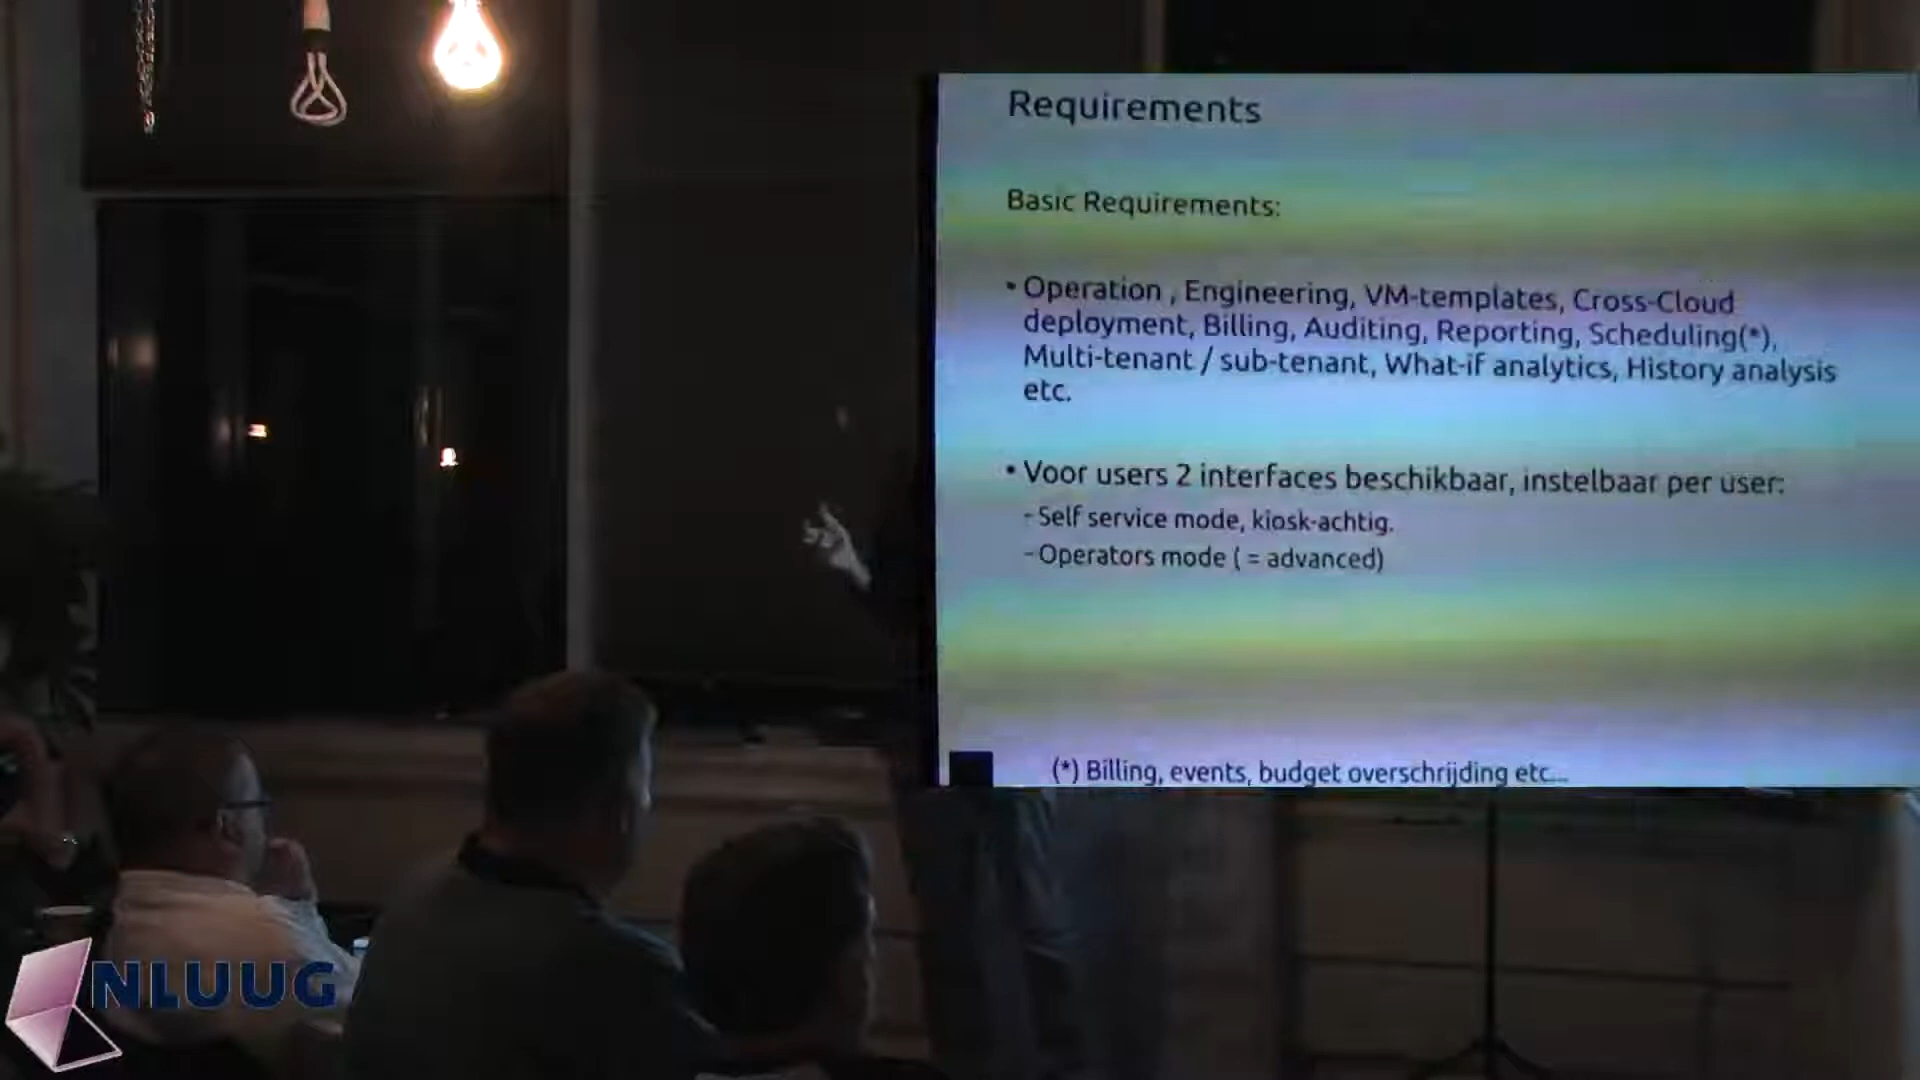 Requirements
Basic Requirements:
• Operation , Engineering, VM-templates, Cross-Cloud
deployment, Billing, Auditing, Reporting, Scheduling(*),
Multi-tenant / sub-tenant, What-if analytics, History analysis
etc.
• Voor users 2 interfaces beschikbaar, instelbaar per user:
- Self service mode, kiosk-achtig.
- Operators mode ( = advanced)
(*) Billing, events, budget overschrijding etc...
NLUUG